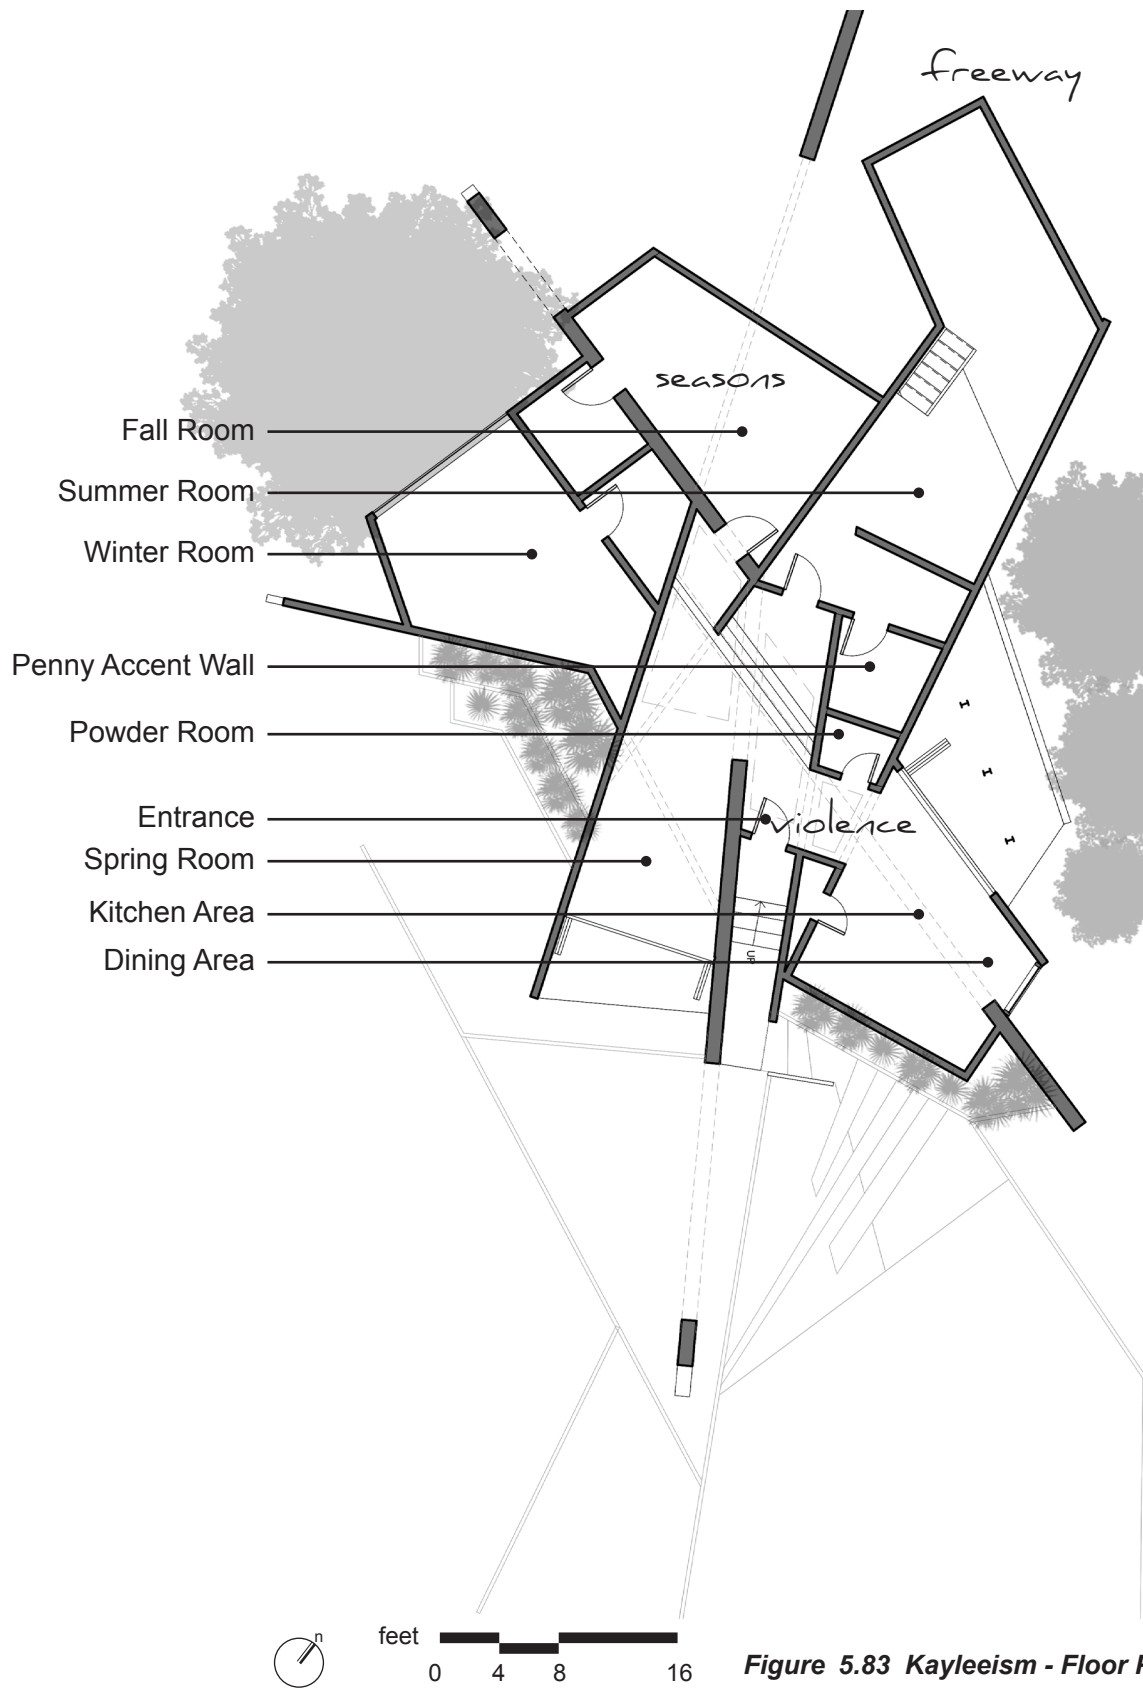 freeway
seasons
Fall Room
Summer Room
Winter Room
Penny Accent Wall
Powder Room
Entrance
violence
Spring Room
Kitchen Area
Dining Area
UP
n
feet
0 4 8 16
Figure 5.83 Kayleeism - Floor